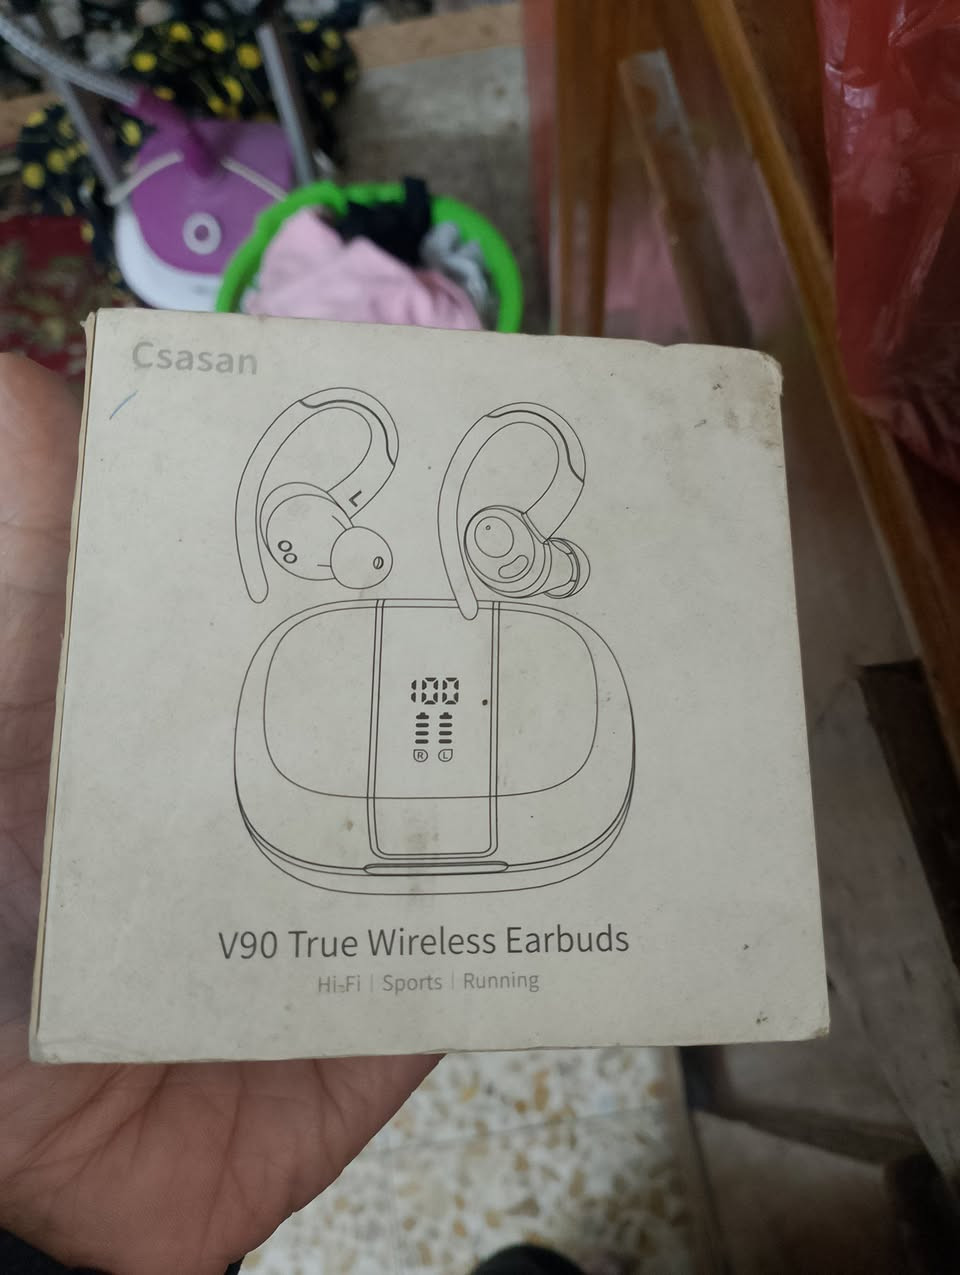 Csasan
L
100
R L
V90 True Wireless Earbuds
Hi-Fi | Sports | Running